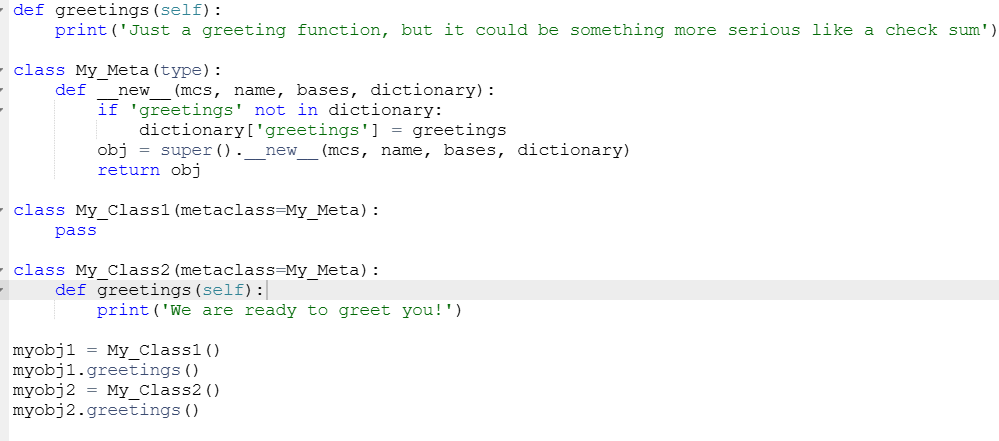 def greetings(self):
    print('Just a greeting function, but it could be something more serious like a check sum')

class My_Meta(type):
    def __new__(mcs, name, bases, dictionary):
        if 'greetings' not in dictionary:
            dictionary['greetings'] = greetings
        obj = super().__new__(mcs, name, bases, dictionary)
        return obj

class My_Class1(metaclass=My_Meta):
    pass

class My_Class2(metaclass=My_Meta):
    def greetings(self):
        print('We are ready to greet you!')

myobj1 = My_Class1()
myobj1.greetings()
myobj2 = My_Class2()
myobj2.greetings()